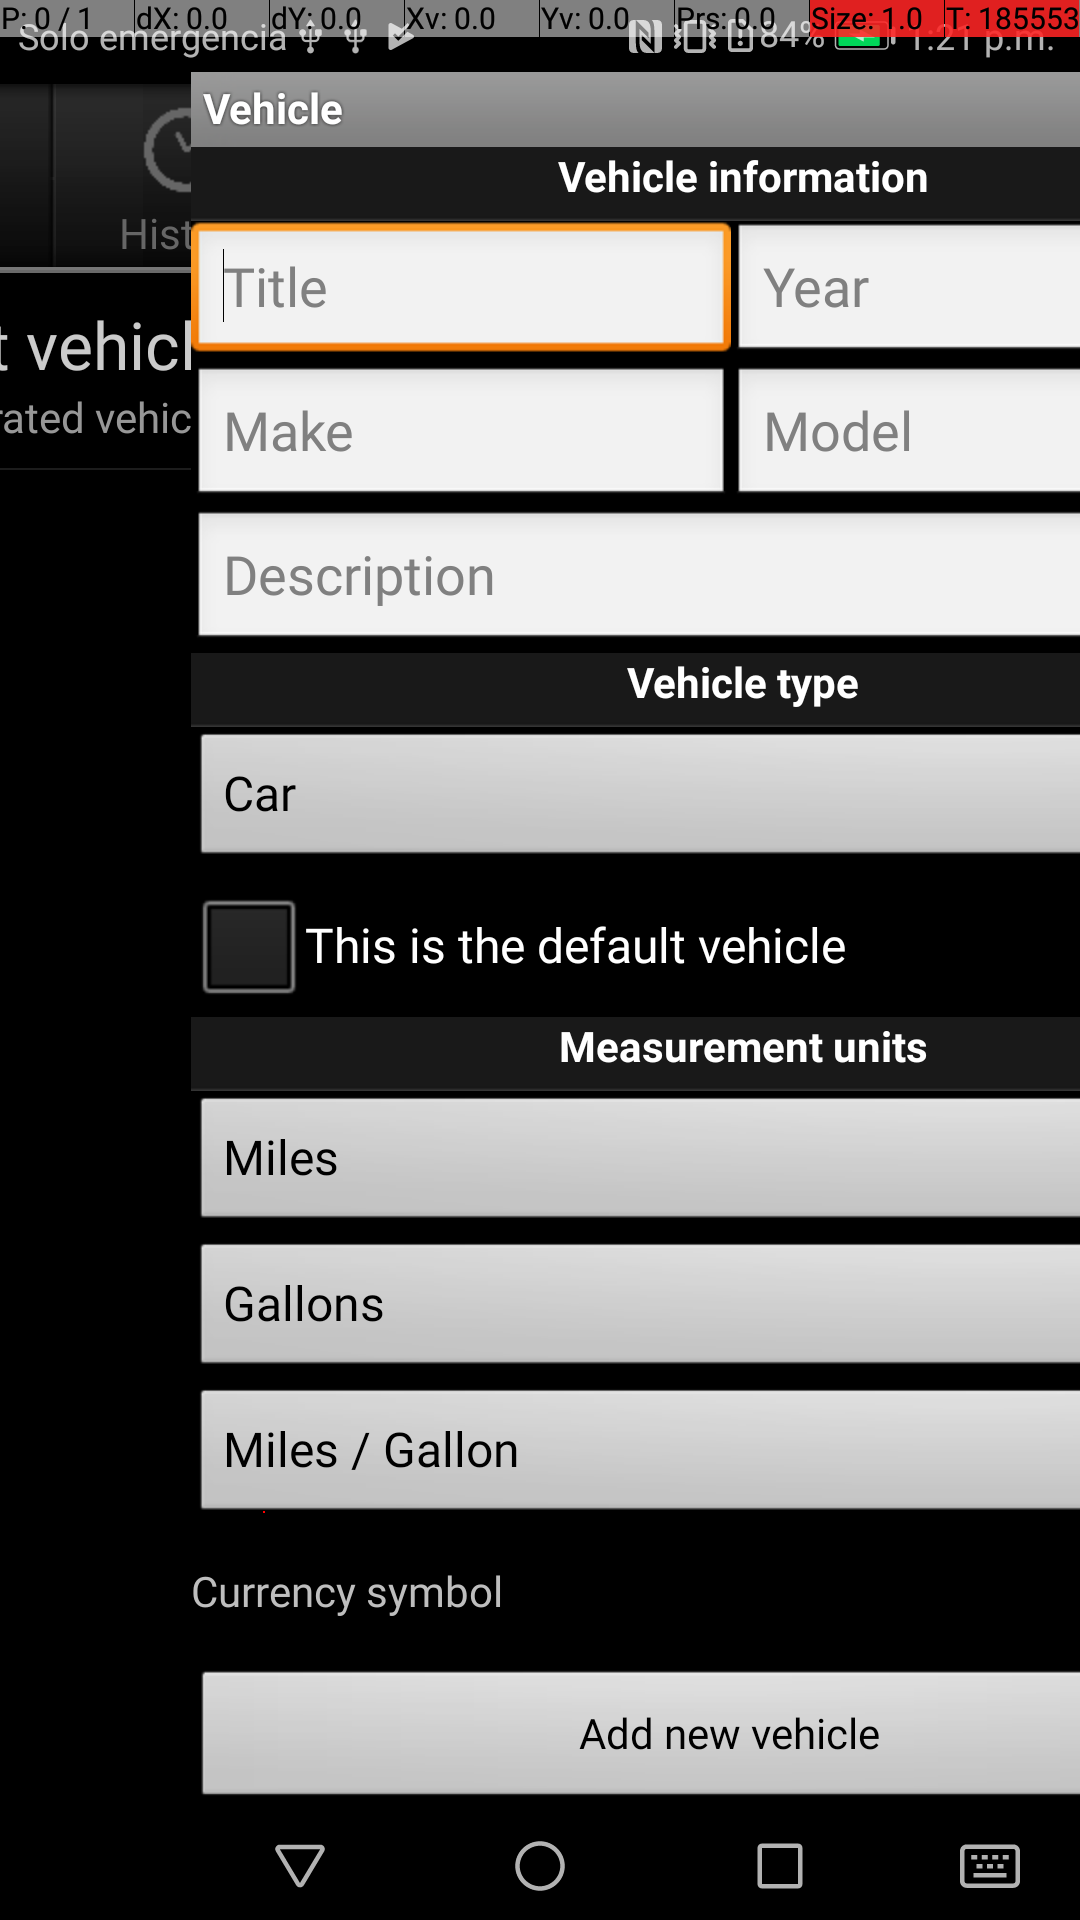 P: 0 / 1 dX: 0.0 dY: 0.0 Xv: 0.0 Yv: 0.0 Prs: 0.0 Size: 1.0 T: 185553
Solo emergencia 84% 1:21 p.m.
Vehicle
Vehicle information
Hist
Title Year
t vehicl
rated vehic
Make Model
Description
Vehicle type
Car
This is the default vehicle
Measurement units
Miles
Gallons
Miles / Gallon
Currency symbol
Add new vehicle